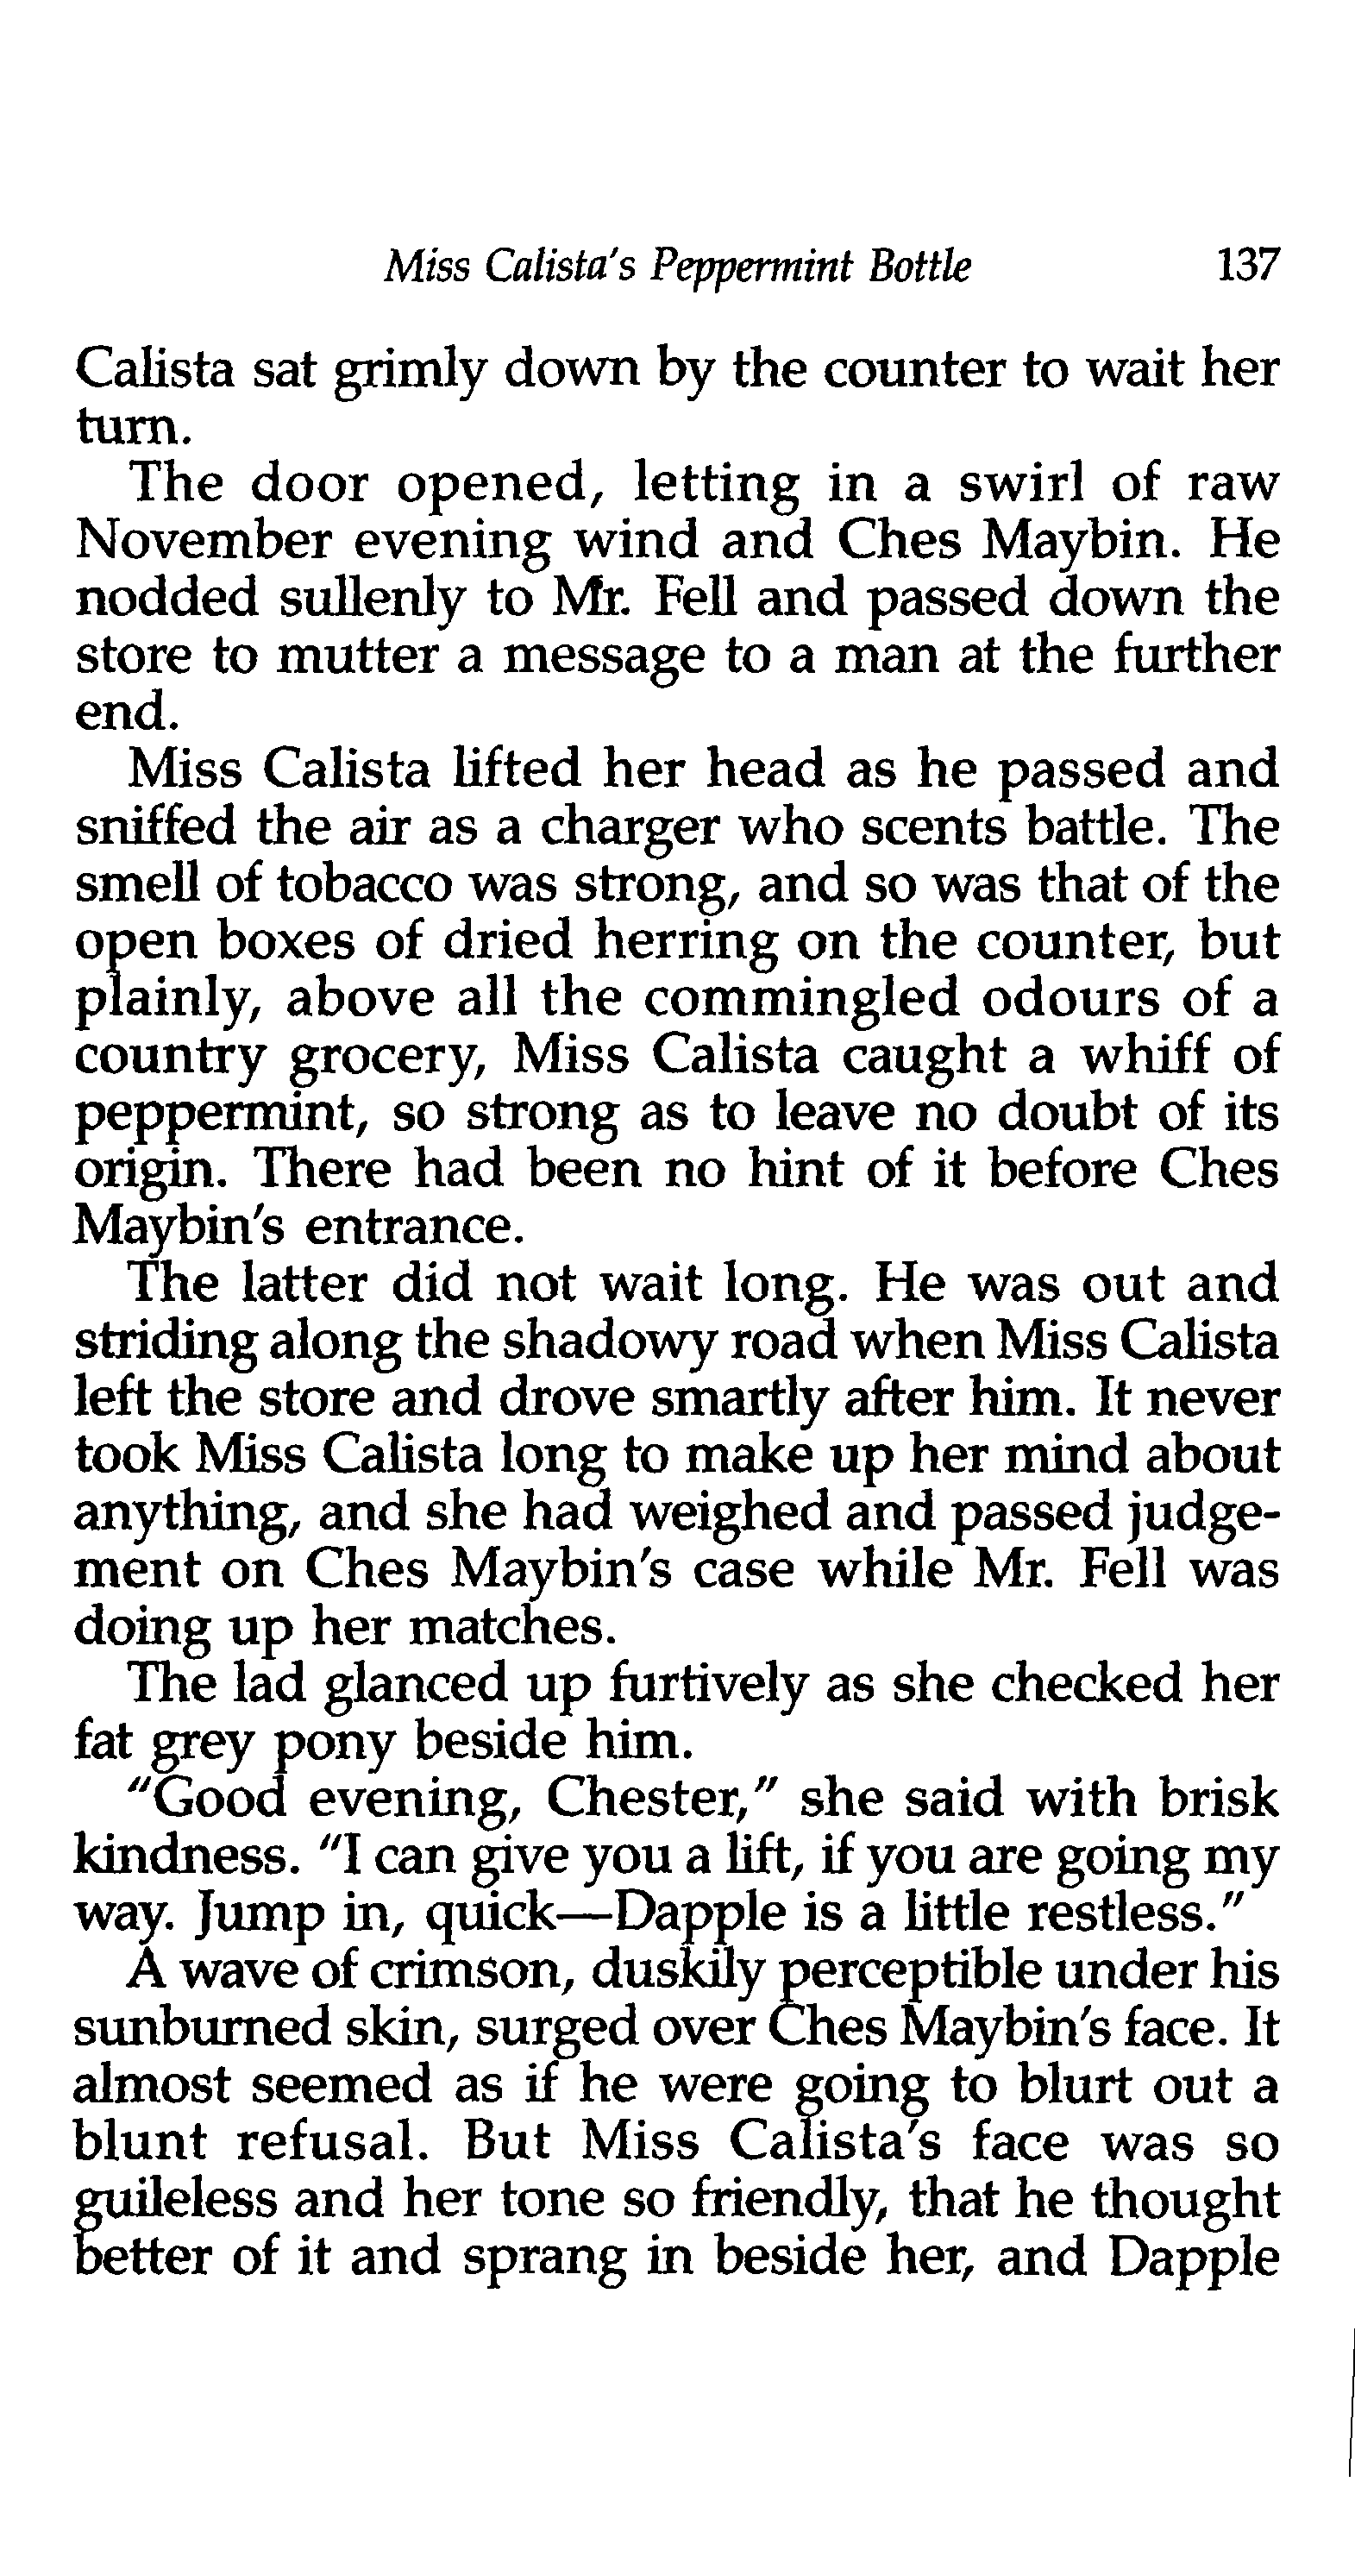 Miss Calista's Peppermint Bottle 137
Calista sat grimly down by the counter to wait her
turn.
The door opened, letting in a swirl of raw
November evening wind and Ches Maybin. He
nodded sullenly to Mr. Fell and passed down the
store to mutter a message to a man at the further
end.
Miss Calista lifted her head as he passed and
sniffed the air as a charger who scents battle. The
smell of tobacco was strong, and so was that of the
open boxes of dried herring on the counter, but
plainly, above all the commingled odours of a
country grocery, Miss Calista caught a whiff of
peppermint, so strong as to leave no doubt of its
origin. There had been no hint of it before Ches
Maybin's entrance.
The latter did not wait long. He was out and
striding along the shadowy road when Miss Calista
left the store and drove smartly after him. It never
took Miss Calista long to make up her mind about
anything, and she had weighed and passed judge-
ment on Ches Maybin's case while Mr. Fell was
doing up her matches.
The lad glanced up furtively as she checked her
fat grey pony beside him.
"Good evening, Chester," she said with brisk
kindness. "I can give you a lift, if you are going my
way. Jump in, quick—Dapple is a little restless."
A wave of crimson, duskily perceptible under his
sunburned skin, surged over Ches Maybin's face. It
almost seemed as if he were going to blurt out a
blunt refusal. But Miss Calista's face was so
guileless and her tone so friendly, that he thought
better of it and sprang in beside her, and Dapple